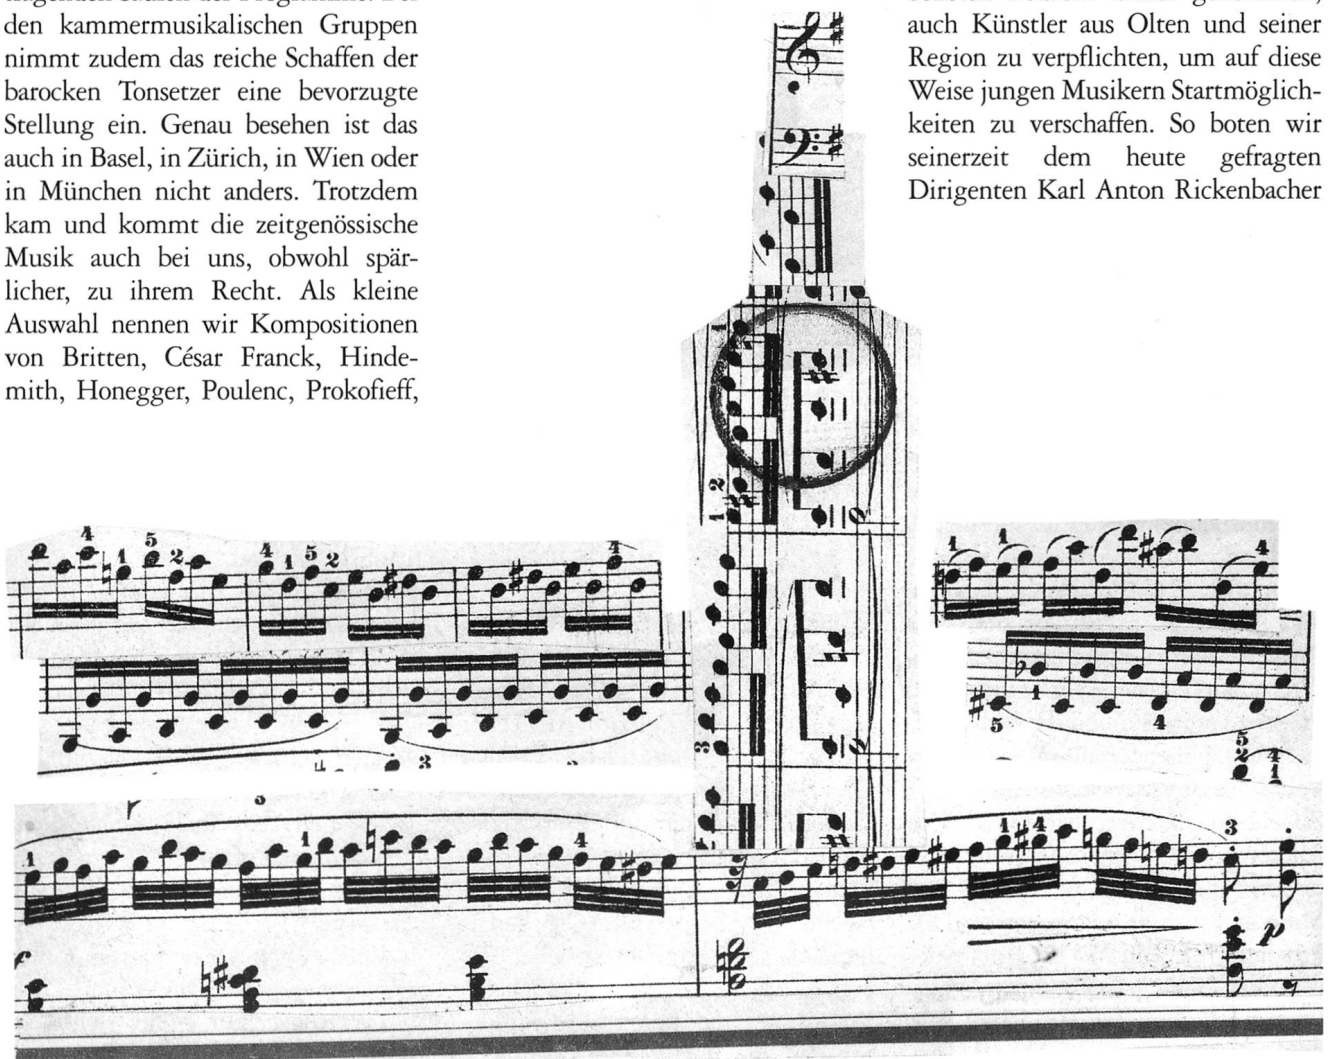 den kammermusikalischen Gruppen
nimmt zudem das reiche Schaffen der
barocken Tonsetzer eine bevorzugte
Stellung ein. Genau besehen ist das
auch in Basel, in Zürich, in Wien oder
in München nicht anders. Trotzdem
kam und kommt die zeitgenössische
Musik auch bei uns, obwohl spär-
licher, zu ihrem Recht. Als kleine
Auswahl nennen wir Kompositionen
von Britten, César Franck, Hinde-
mith, Honegger, Poulenc, Prokofieff,
auch Künstler aus Olten und seiner
Region zu verpflichten, um auf diese
Weise jungen Musikern Startmöglich-
keiten zu verschaffen. So boten wir
seinerzeit dem heute gefragten
Dirigenten Karl Anton Rickenbacher